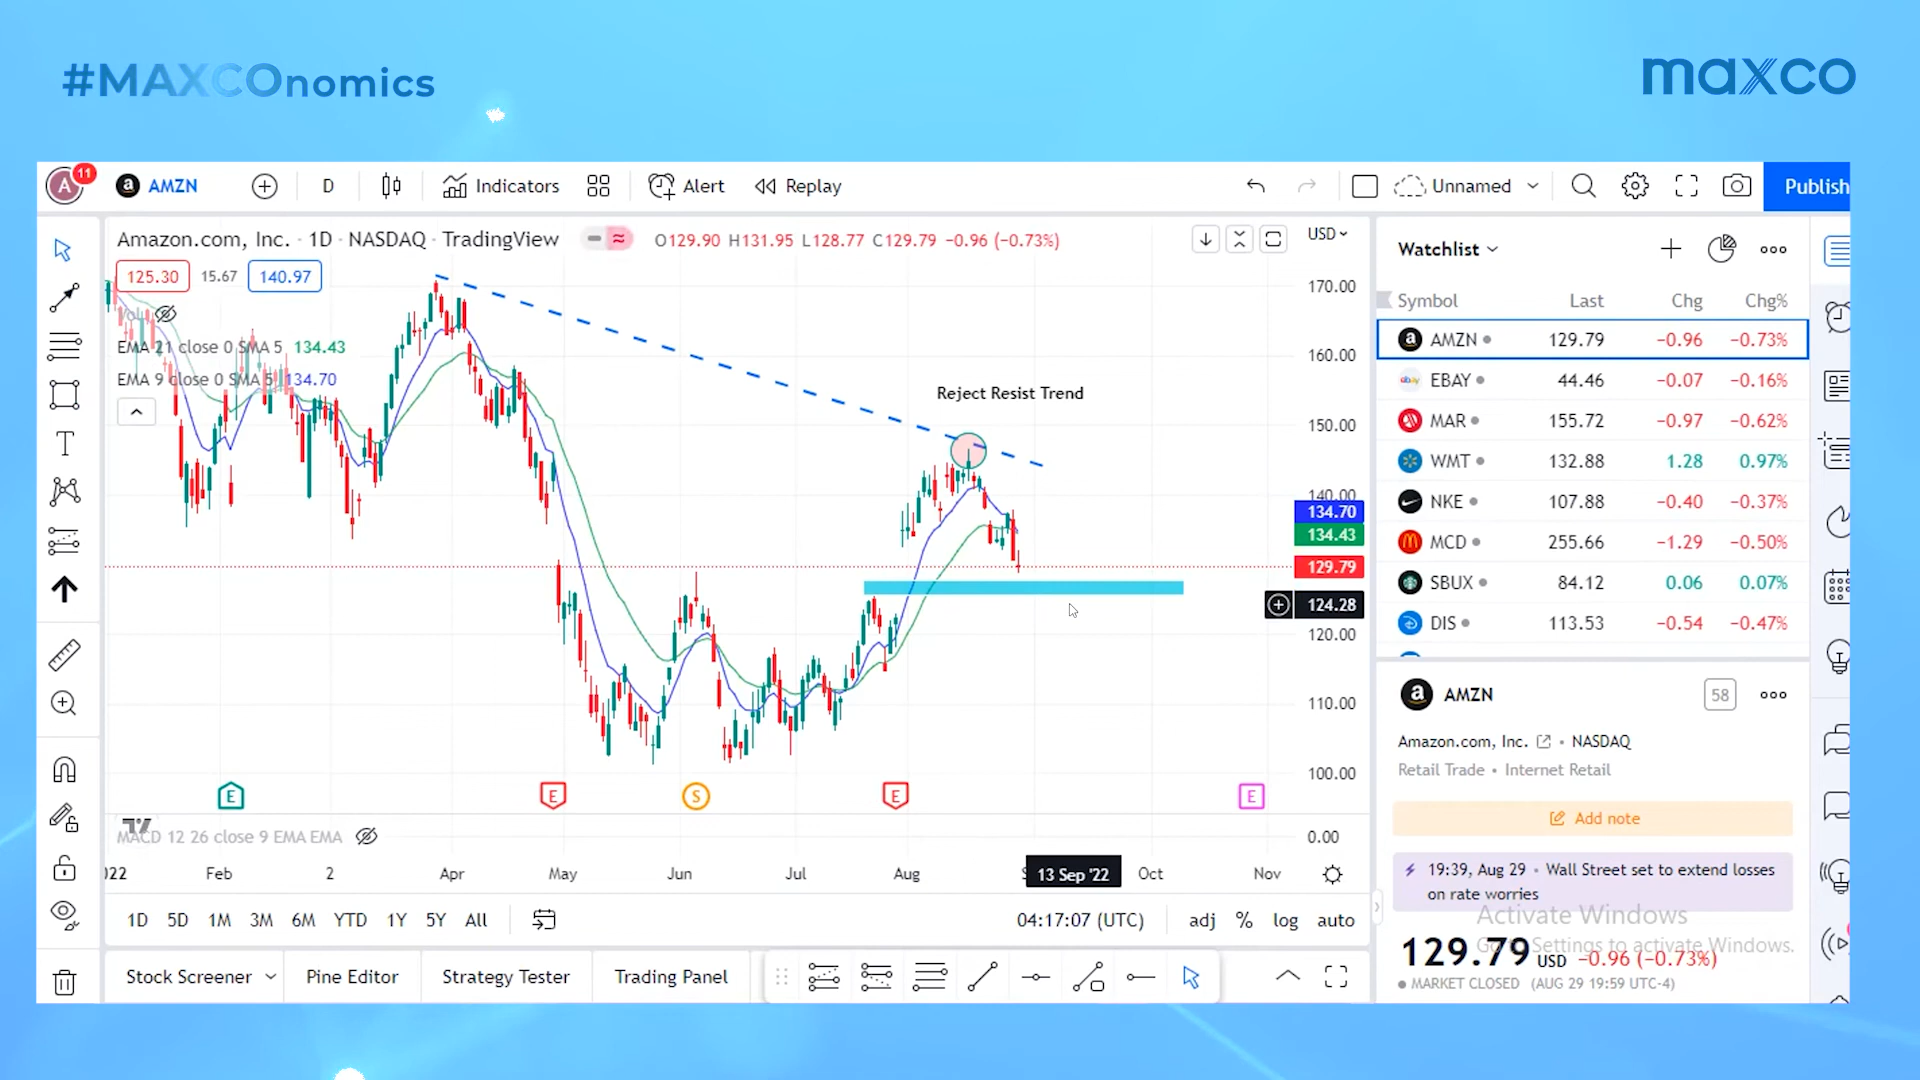 #MAXCOnomics
maxco
A 11 AMZN D Indicators Alert Replay Unnamed Publish
Amazon.com, Inc. · 1D · NASDAQ · TradingView O129.90 H131.95 L128.77 C129.79 −0.96 (−0.73%)
125.30 15.67 140.97
EMA 21 close 0 SMA 5 134.43
EMA 9 close 0 SMA 5 134.70
Reject Resist Trend
USD
170.00
160.00
150.00
140.00
134.70
134.43
129.79
124.28
120.00
110.00
100.00
0.00
E E S E E
MACD 12 26 close 9 EMA EMA
Feb 2 Apr May Jun Jul Aug 13 Sep '22 Oct Nov
1D 5D 1M 3M 6M YTD 1Y 5Y All 04:17:07 (UTC) adj % log auto
Stock Screener Pine Editor Strategy Tester Trading Panel
Watchlist
Symbol Last Chg Chg%
AMZN 129.79 −0.96 −0.73%
EBAY 44.46 −0.07 −0.16%
MAR 155.72 −0.97 −0.62%
WMT 132.88 1.28 0.97%
NKE 107.88 −0.40 −0.37%
MCD 255.66 −1.29 −0.50%
SBUX 84.12 0.06 0.07%
DIS 113.53 −0.54 −0.47%
AMZN 58
Amazon.com, Inc. • NASDAQ
Retail Trade • Internet Retail
Add note
19:39, Aug 29 • Wall Street set to extend losses
on rate worries
Activate Windows
Go to Settings to activate Windows.
129.79 USD −0.96 (−0.73%)
MARKET CLOSED (AUG 29 19:59 UTC-4)